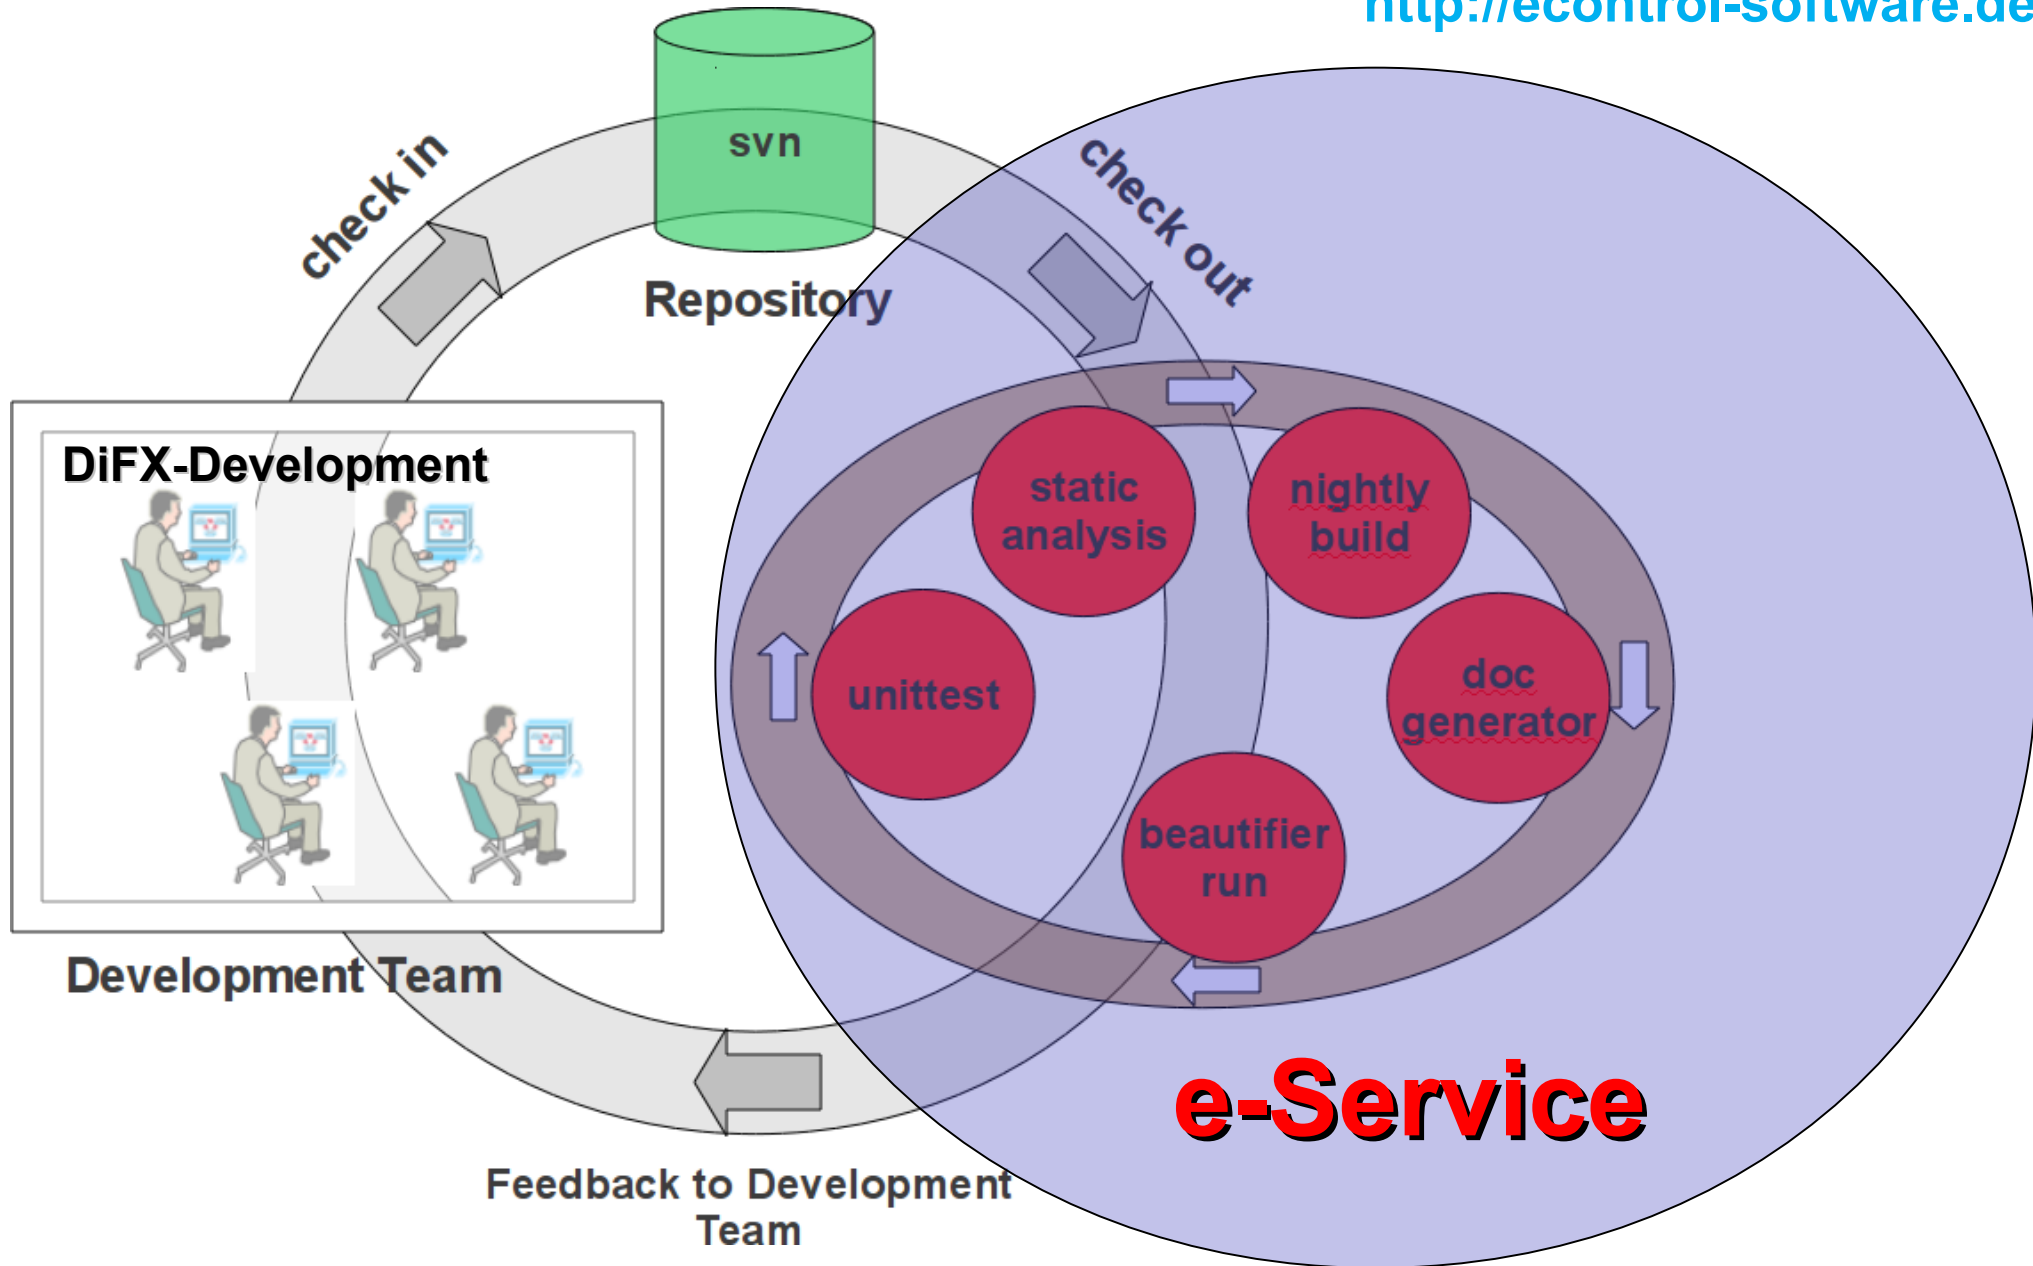 http://econtrol-software.de
svn
check in
check out
Repository
DiFX-Development
static
analysis
nightly
build
unittest
doc
generator
beautifier
run
Development Team
e-Service
Feedback to Development
Team